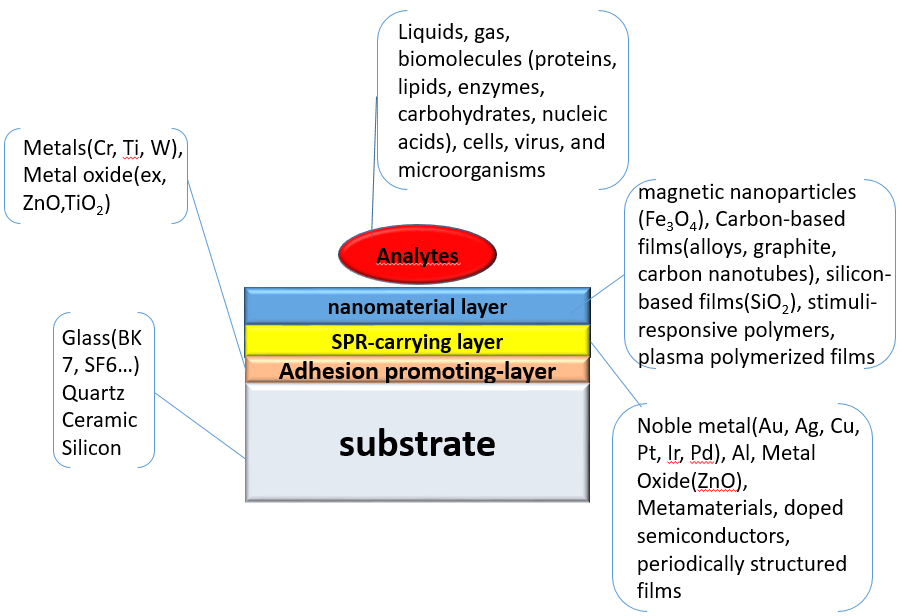 Liquids, gas,
biomolecules (proteins,
lipids, enzymes,
carbohydrates, nucleic
acids), cells, virus, and
microorganisms
Metals(Cr, Ti, W),
Metal oxide(ex,
ZnO,TiO₂)
magnetic nanoparticles
(Fe₃O₄), Carbon-based
films(alloys, graphite,
carbon nanotubes), silicon-
based films(SiO₂), stimuli-
responsive polymers,
plasma polymerized films
Analytes
nanomaterial layer
SPR-carrying layer
Adhesion promoting-layer
substrate
Glass(BK
7, SF6...)
Quartz
Ceramic
Silicon
Noble metal(Au, Ag, Cu,
Pt, Ir, Pd), Al, Metal
Oxide(ZnO),
Metamaterials, doped
semiconductors,
periodically structured
films